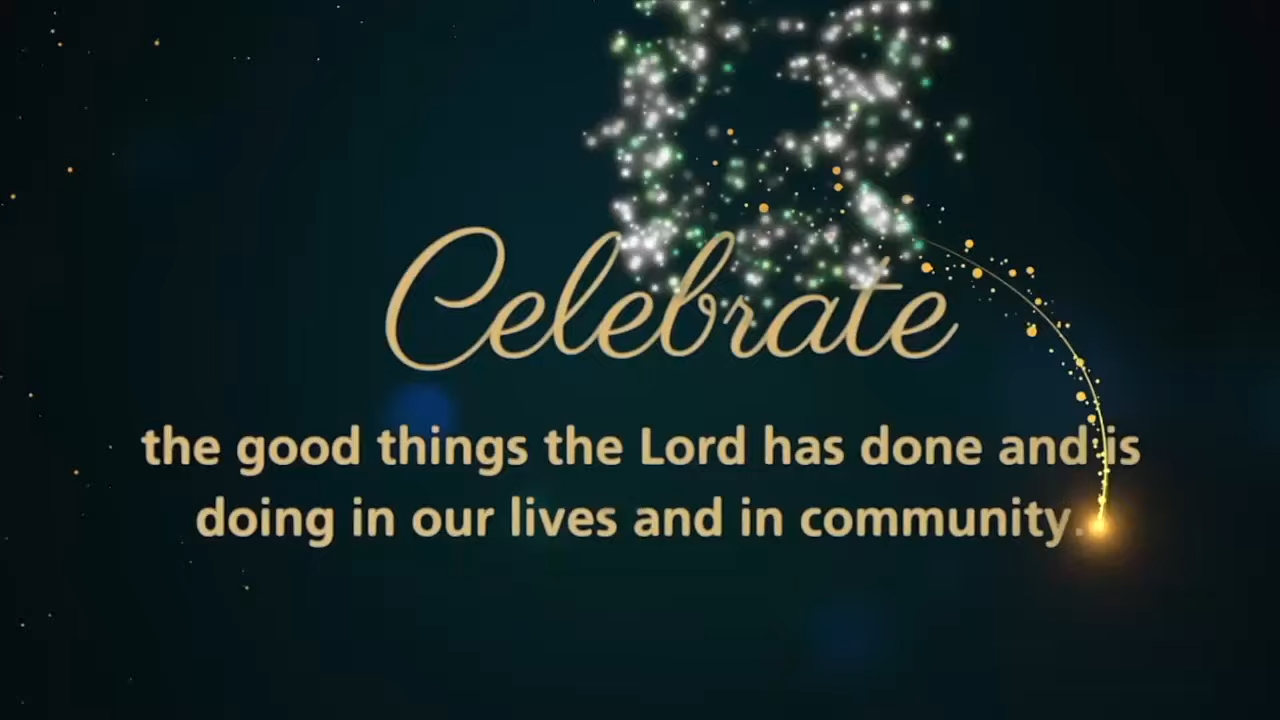 Celebrate
the good things the Lord has done and is
doing in our lives and in community.